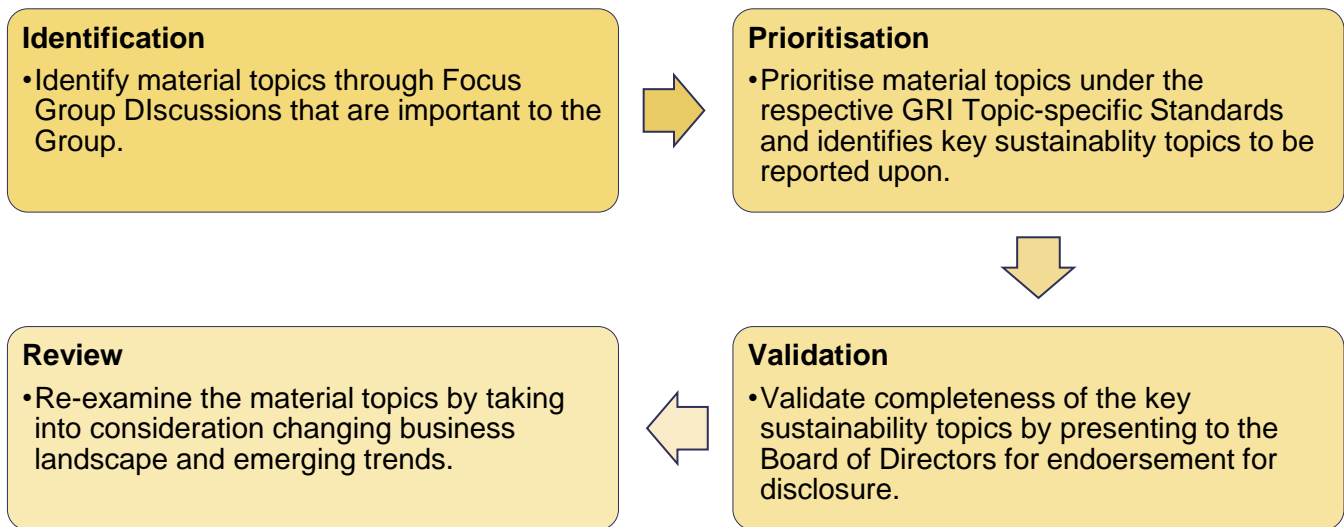 Identification
•Identify material topics through Focus
Group DIscussions that are important to the
Group.
Prioritisation
•Prioritise material topics under the
respective GRI Topic-specific Standards
and identifies key sustainablity topics to be
reported upon.
Validation
•Validate completeness of the key
sustainability topics by presenting to the
Board of Directors for endoersement for
disclosure.
Review
•Re-examine the material topics by taking
into consideration changing business
landscape and emerging trends.